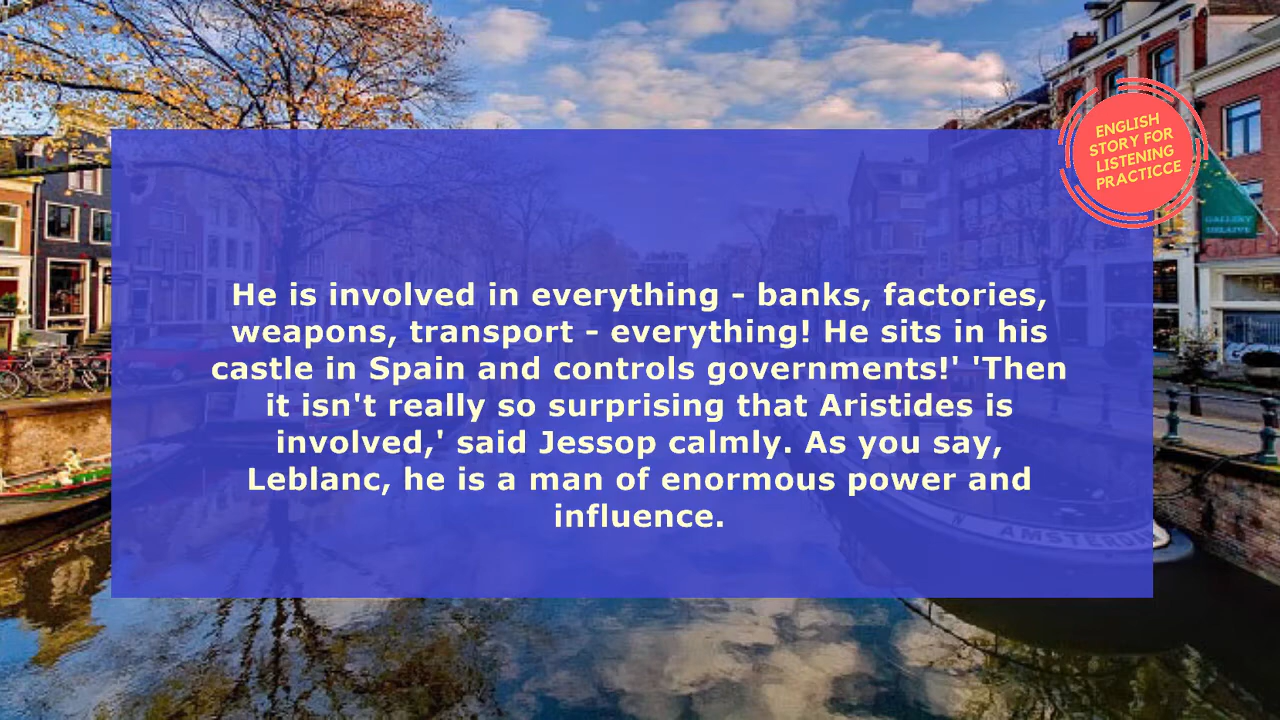 ENGLISH
STORY FOR
LISTENING
PRACTICCE
GALLERY
He is involved in everything - banks, factories,
weapons, transport - everything! He sits in his
castle in Spain and controls governments!' 'Then
it isn't really so surprising that Aristides is
involved,' said Jessop calmly. As you say,
Leblanc, he is a man of enormous power and
influence.
AMSTERDAM